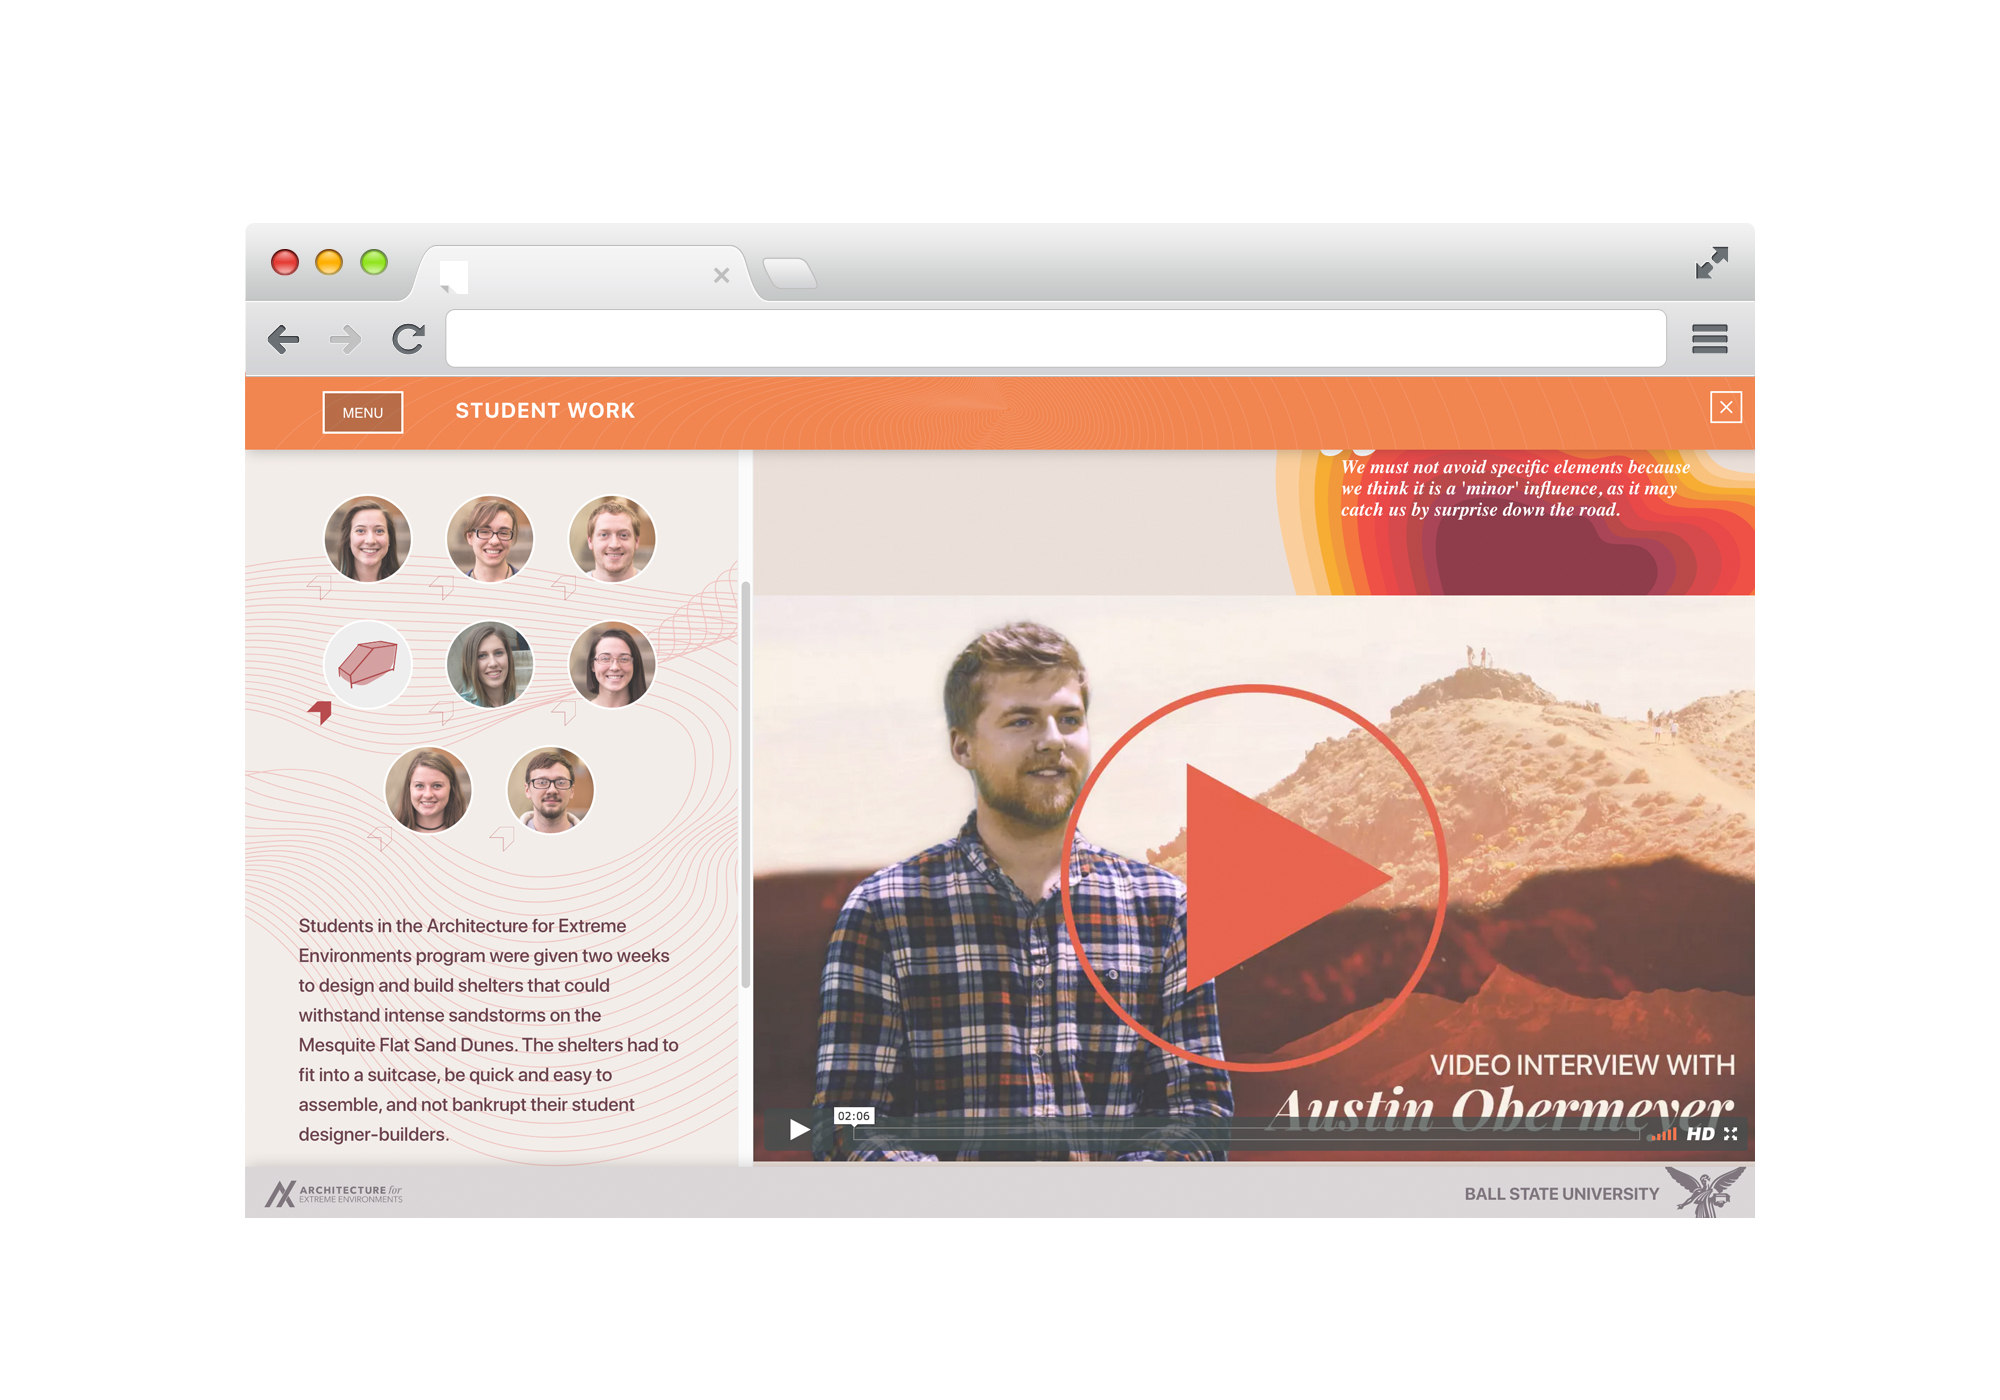 MENU
STUDENT WORK
We must not avoid specific elements because
we think it is a 'minor' influence, as it may
catch us by surprise down the road.
Students in the Architecture for Extreme
Environments program were given two weeks
to design and build shelters that could
withstand intense sandstorms on the
Mesquite Flat Sand Dunes. The shelters had to
fit into a suitcase, be quick and easy to
assemble, and not bankrupt their student
designer-builders.
VIDEO INTERVIEW WITH
Austin Obermeyer
02:06
HD
ARCHITECTURE for
EXTREME ENVIRONMENTS
BALL STATE UNIVERSITY